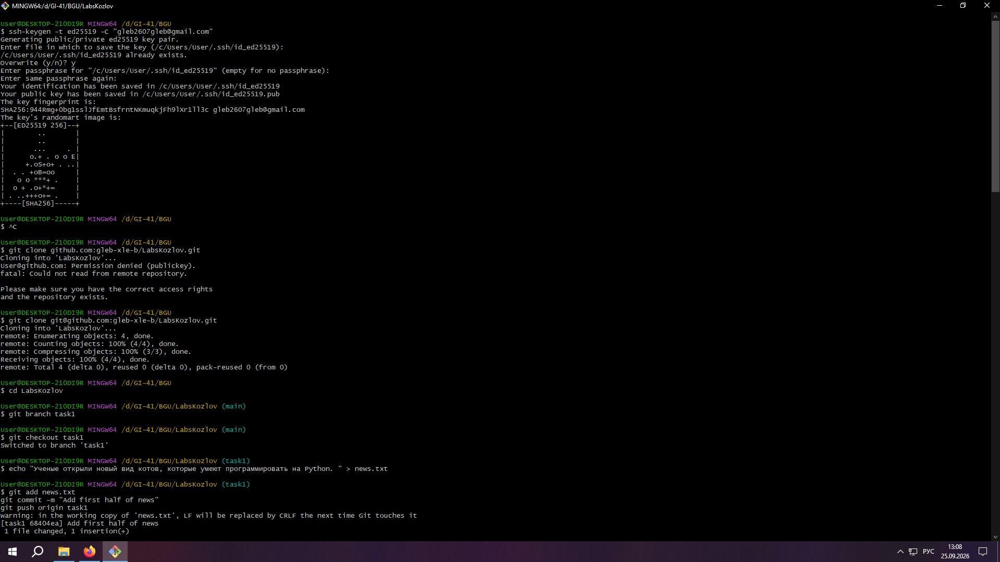 MINGW64:/d/GI-41/BGU/LabsKozlov
User@DESKTOP-21ODI9R MINGW64 /d/GI-41/BGU
$ ssh-keygen -t ed25519 -C "gleb2607gleb@gmail.com"
Generating public/private ed25519 key pair.
Enter file in which to save the key (/c/Users/User/.ssh/id_ed25519):
/c/Users/User/.ssh/id_ed25519 already exists.
Overwrite (y/n)? y
Enter passphrase for "/c/Users/User/.ssh/id_ed25519" (empty for no passphrase):
Enter same passphrase again:
Your identification has been saved in /c/Users/User/.ssh/id_ed25519
Your public key has been saved in /c/Users/User/.ssh/id_ed25519.pub
The key fingerprint is:
SHA256:944Rmg+Obg1sslJfEmtBsfrntNKmuqkjFh9lXr1ll3c gleb2607gleb@gmail.com
The key's randomart image is:
+--[ED25519 256]--+
|        ..       |
|        ..       |
|       ...     . |
|      o.+ . o o E|
|     +.oS+o+ . ..|
|  . . +oB=oo     |
|   o o ***+ .    |
|  o + .o+*+=     |
| . ..+++o+= .    |
+----[SHA256]-----+
User@DESKTOP-21ODI9R MINGW64 /d/GI-41/BGU
$ ^C
User@DESKTOP-21ODI9R MINGW64 /d/GI-41/BGU
$ git clone github.com:gleb-xle-b/LabsKozlov.git
Cloning into 'LabsKozlov'...
User@github.com: Permission denied (publickey).
fatal: Could not read from remote repository.
Please make sure you have the correct access rights
and the repository exists.
User@DESKTOP-21ODI9R MINGW64 /d/GI-41/BGU
$ git clone git@github.com:gleb-xle-b/LabsKozlov.git
Cloning into 'LabsKozlov'...
remote: Enumerating objects: 4, done.
remote: Counting objects: 100% (4/4), done.
remote: Compressing objects: 100% (3/3), done.
Receiving objects: 100% (4/4), done.
remote: Total 4 (delta 0), reused 0 (delta 0), pack-reused 0 (from 0)
User@DESKTOP-21ODI9R MINGW64 /d/GI-41/BGU
$ cd LabsKozlov
User@DESKTOP-21ODI9R MINGW64 /d/GI-41/BGU/LabsKozlov (main)
$ git branch task1
User@DESKTOP-21ODI9R MINGW64 /d/GI-41/BGU/LabsKozlov (main)
$ git checkout task1
Switched to branch 'task1'
User@DESKTOP-21ODI9R MINGW64 /d/GI-41/BGU/LabsKozlov (task1)
$ echo "Ученые открыли новый вид котов, которые умеют программировать на Python. " > news.txt
User@DESKTOP-21ODI9R MINGW64 /d/GI-41/BGU/LabsKozlov (task1)
$ git add news.txt
git commit -m "Add first half of news"
git push origin task1
warning: in the working copy of 'news.txt', LF will be replaced by CRLF the next time Git touches it
[task1 68404ea] Add first half of news
1 file changed, 1 insertion(+)
РУС
13:08
25.09.2026